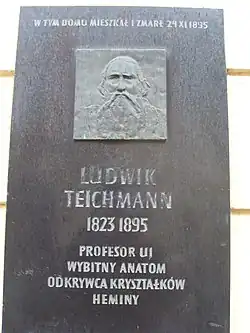 W TYM DOMU MIESZKAŁ I ZMARŁ 24 XI 1895
LUDWIK
TEICHMANN
1823 1895
PROFESOR UJ
WYBITNY ANATOM
ODKRYWCA KRYSZTAŁKÓW
HEMINY